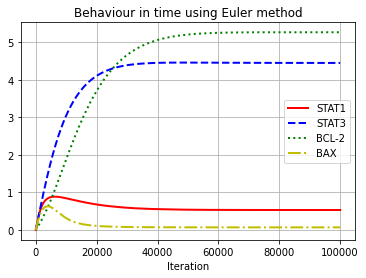 Behaviour in time using Euler method
5
4
3
2
1
0
STAT1
STAT3
BCL-2
BAX
0 20000 40000 60000 80000 100000
Iteration